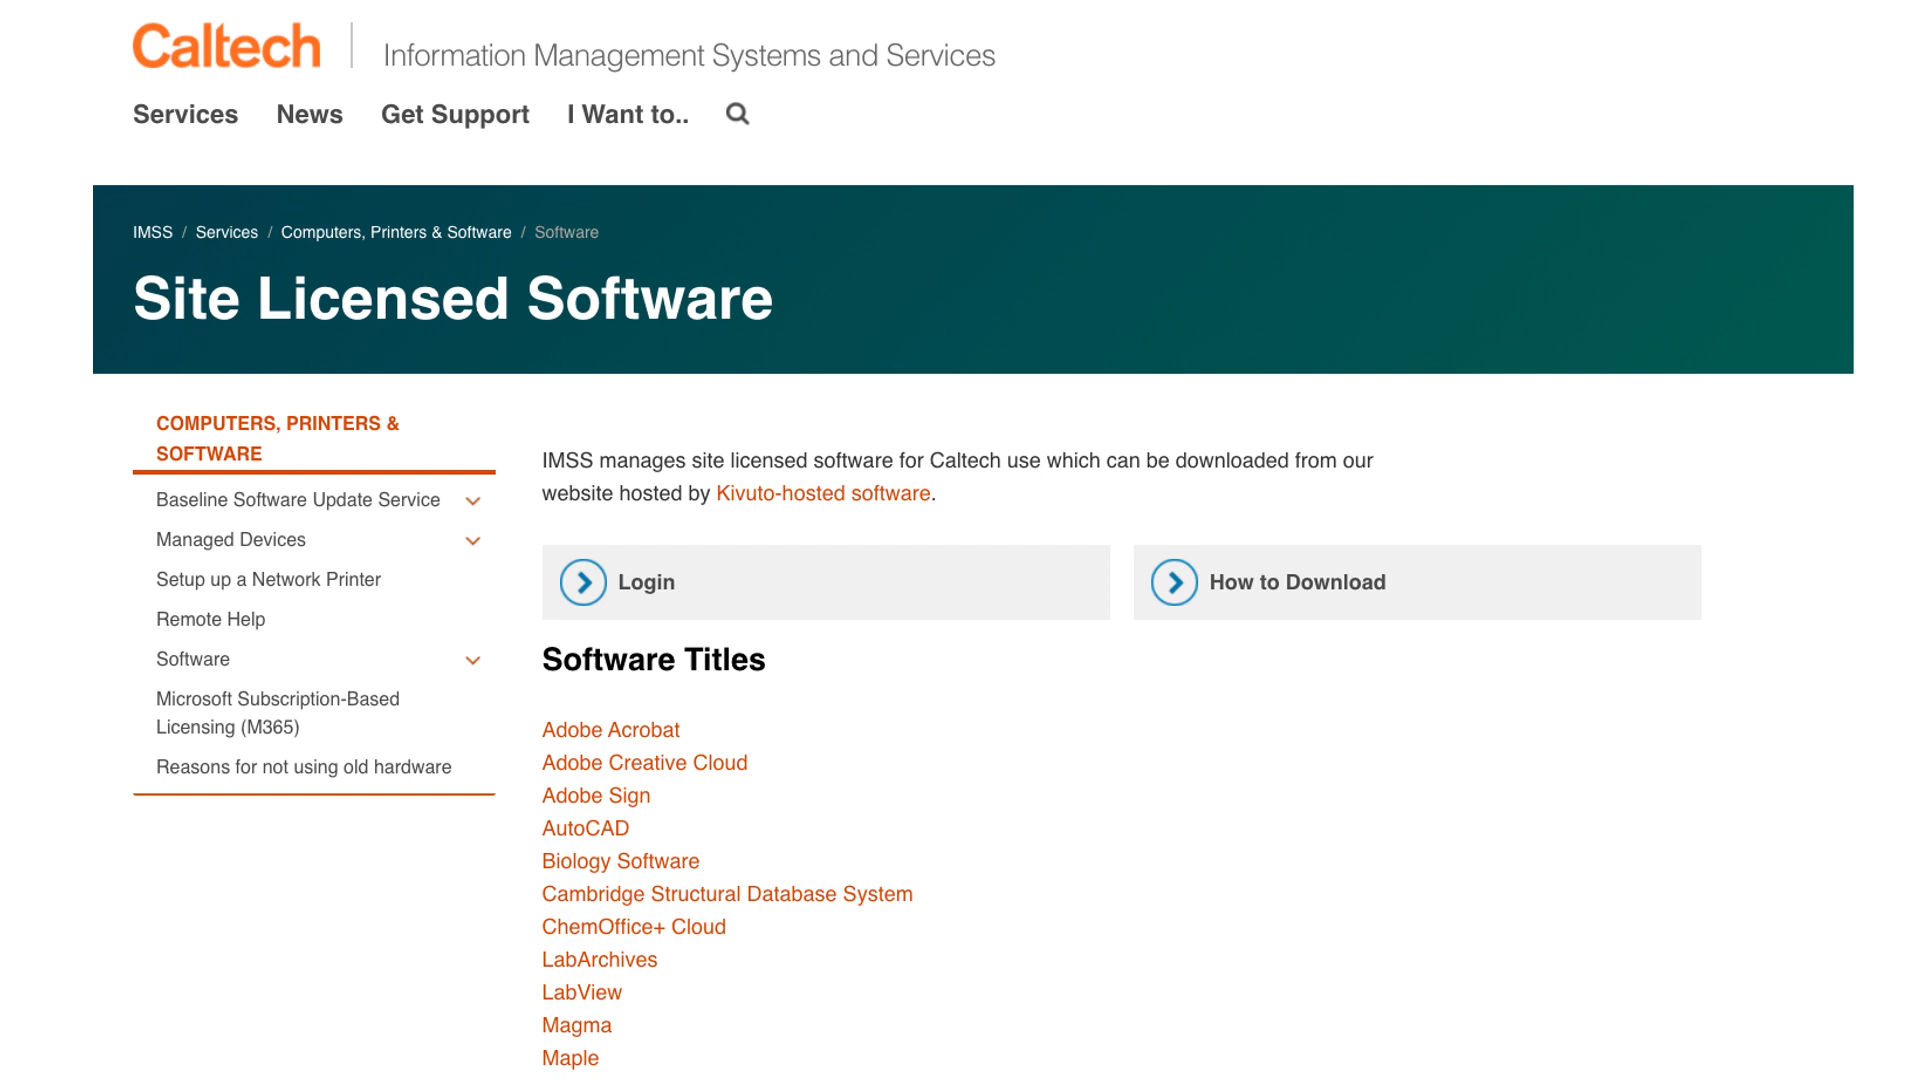 Caltech
Information Management Systems and Services
Services News Get Support I Want to..
IMSS / Services / Computers, Printers & Software / Software
Site Licensed Software
COMPUTERS, PRINTERS &
SOFTWARE
Baseline Software Update Service
Managed Devices
Setup up a Network Printer
Remote Help
Software
Microsoft Subscription-Based
Licensing (M365)
Reasons for not using old hardware
IMSS manages site licensed software for Caltech use which can be downloaded from our
website hosted by Kivuto-hosted software.
Login
How to Download
Software Titles
Adobe Acrobat
Adobe Creative Cloud
Adobe Sign
AutoCAD
Biology Software
Cambridge Structural Database System
ChemOffice+ Cloud
LabArchives
LabView
Magma
Maple